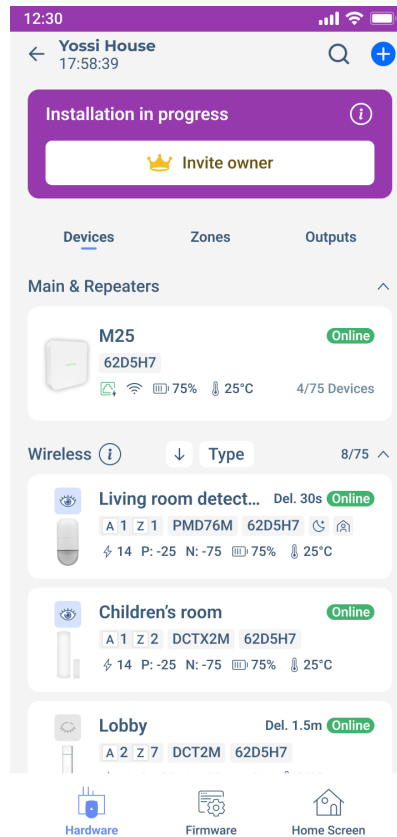 12:30
Yossi House
17:58:39
Installation in progress
Invite owner
Devices Zones Outputs
Main & Repeaters
M25 Online
62D5H7
75% 25°C 4/75 Devices
Wireless Type 8/75
Living room detect... Del. 30s Online
A 1 Z 1 PMD76M 62D5H7
14 P: -25 N: -75 75% 25°C
Children's room Online
A 1 Z 2 DCTX2M 62D5H7
14 P: -25 N: -75 75% 25°C
Lobby Del. 1.5m Online
A 2 Z 7 DCT2M 62D5H7
Hardware Firmware Home Screen